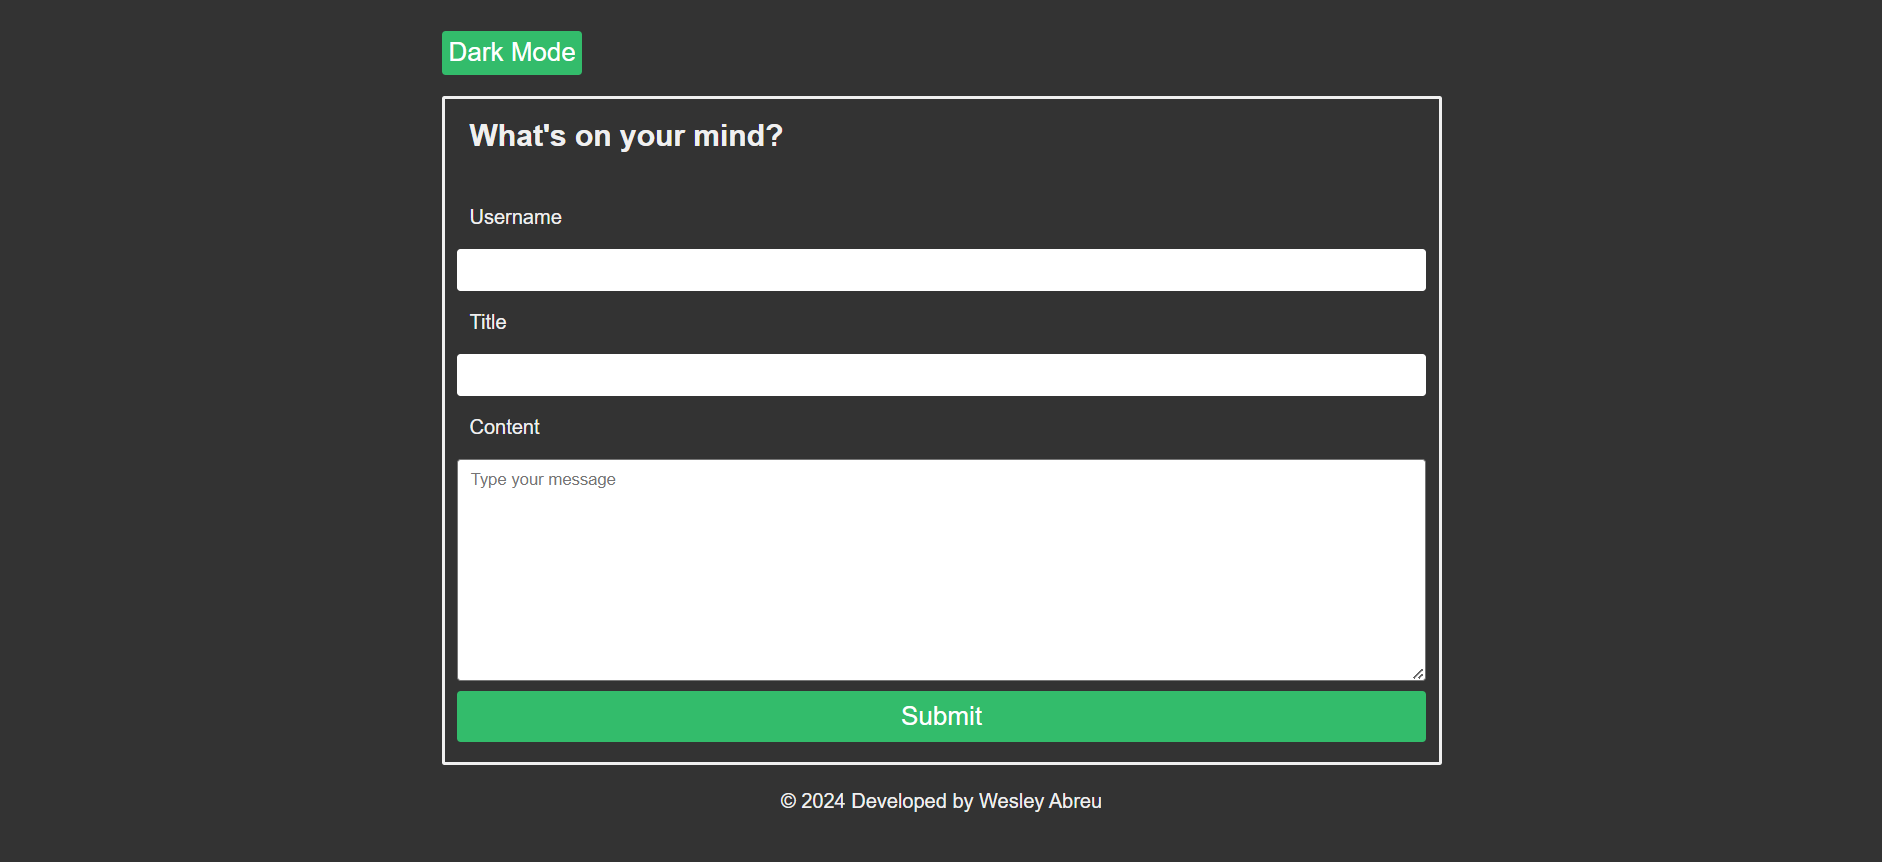 Dark Mode
What's on your mind?
Username
Title
Content
Type your message
Submit
© 2024 Developed by Wesley Abreu